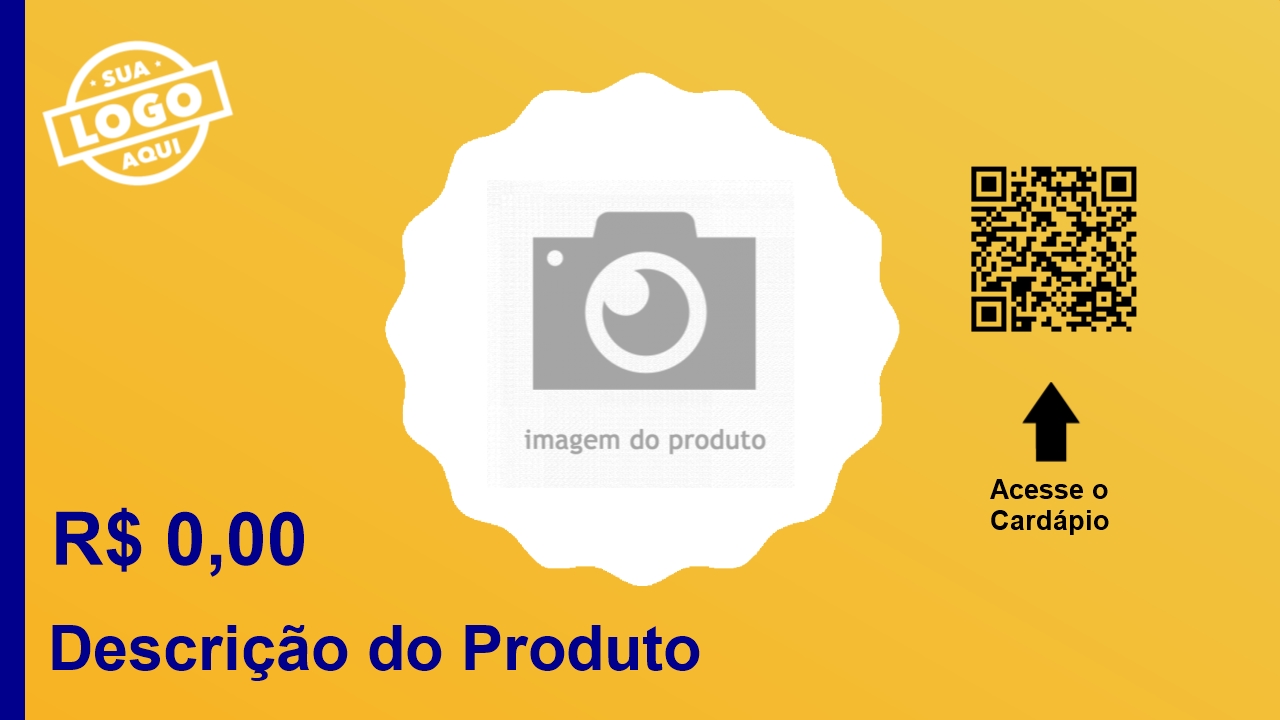 SUA
LOGO
AQUI
imagem do produto
Acesse o
Cardápio
R$ 0,00
Descrição do Produto